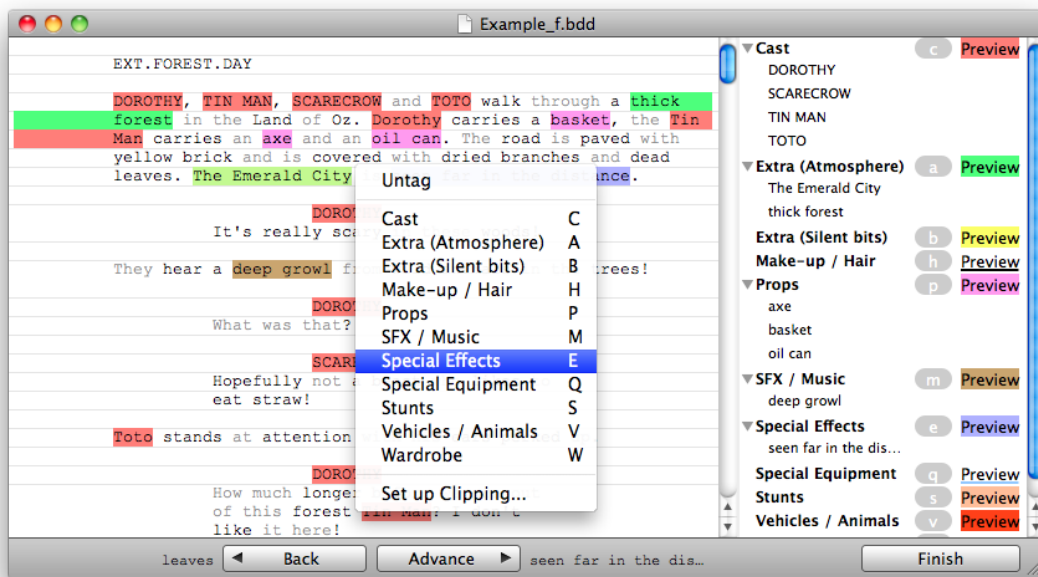 Example_f.bdd
EXT.FOREST.DAY
DOROTHY, TIN MAN, SCARECROW and TOTO walk through a thick
forest in the Land of Oz. Dorothy carries a basket, the Tin
Man carries an axe and an oil can. The road is paved with
yellow brick and is covered with dried branches and dead
leaves. The Emerald City far in the distance.
DORO
It's really scary
They hear a deep growl trees!
DORO
What was that?
SCAR
Hopefully not a
eat straw!
Toto stands at attention
DORO
How much longer
of this forest Tin Man? I don't
like it here!
Untag
Cast C
Extra (Atmosphere) A
Extra (Silent bits) B
Make-up / Hair H
Props P
SFX / Music M
Special Effects E
Special Equipment Q
Stunts S
Vehicles / Animals V
Wardrobe W
Set up Clipping...
Cast c Preview
DOROTHY
SCARECROW
TIN MAN
TOTO
Extra (Atmosphere) a Preview
The Emerald City
thick forest
Extra (Silent bits) b Preview
Make-up / Hair h Preview
Props p Preview
axe
basket
oil can
SFX / Music m Preview
deep growl
Special Effects e Preview
seen far in the dis...
Special Equipment q Preview
Stunts s Preview
Vehicles / Animals v Preview
leaves Back Advance seen far in the dis… Finish